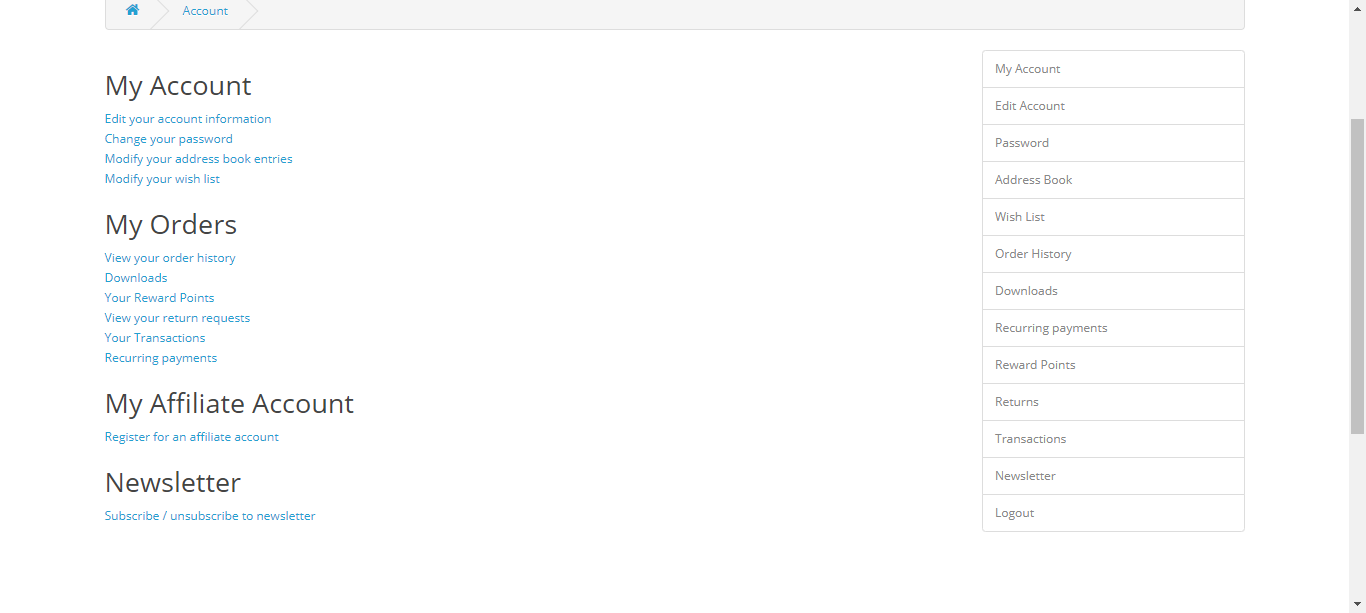 Account
My Account
Edit your account information
Change your password
Modify your address book entries
Modify your wish list
My Orders
View your order history
Downloads
Your Reward Points
View your return requests
Your Transactions
Recurring payments
My Affiliate Account
Register for an affiliate account
Newsletter
Subscribe / unsubscribe to newsletter
My Account
Edit Account
Password
Address Book
Wish List
Order History
Downloads
Recurring payments
Reward Points
Returns
Transactions
Newsletter
Logout